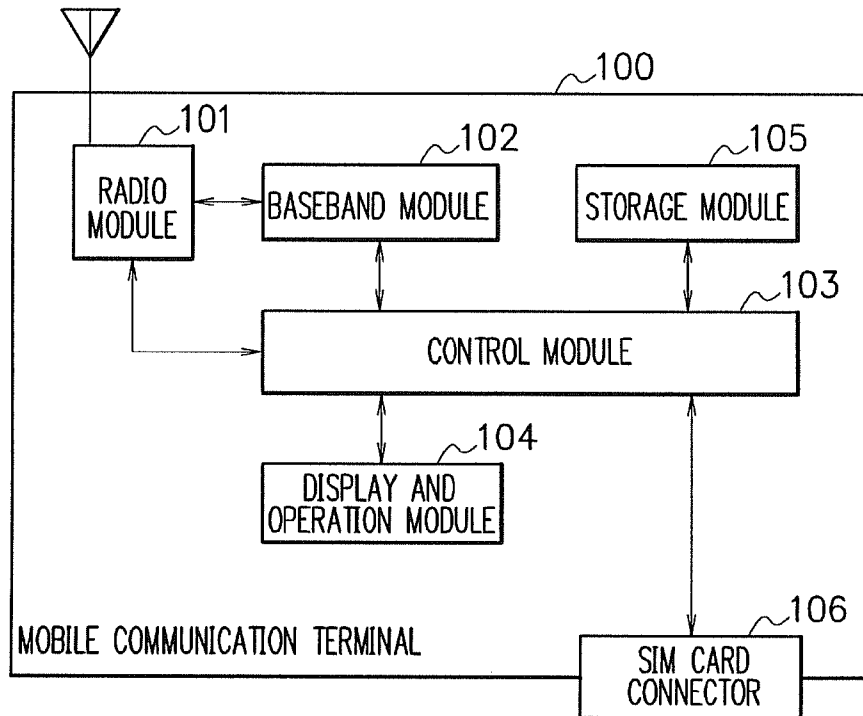 100
101
RADIO
MODULE
102
BASEBAND MODULE
105
STORAGE MODULE
103
CONTROL MODULE
104
DISPLAY AND
OPERATION MODULE
MOBILE COMMUNICATION TERMINAL
106
SIM CARD
CONNECTOR